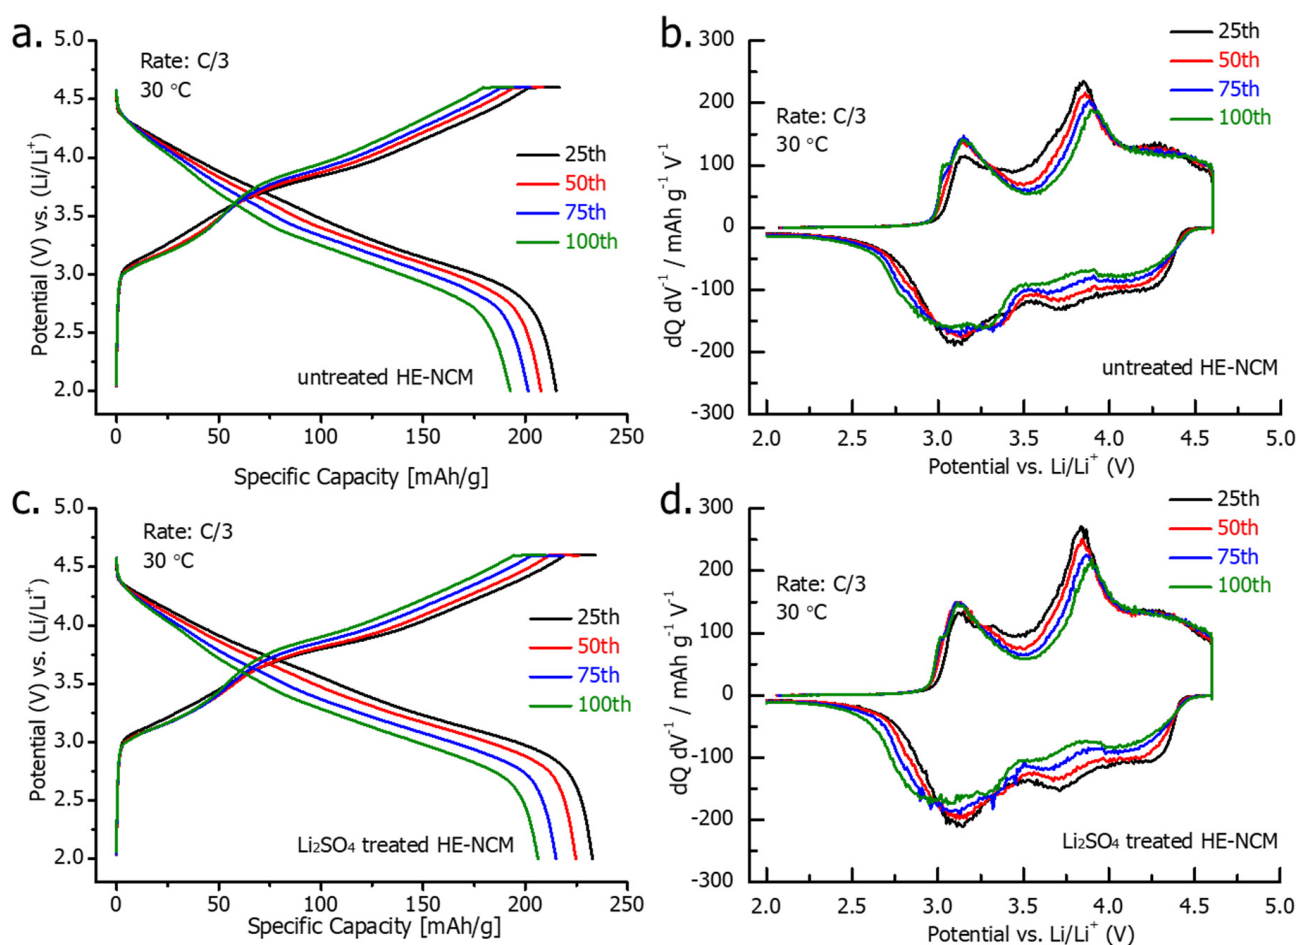 a.
5.0
4.5
4.0
3.5
3.0
2.5
2.0
Potential (V) vs. (Li/Li⁺)
Rate: C/3
30 °C
25th
50th
75th
100th
untreated HE-NCM
0 50 100 150 200 250
Specific Capacity [mAh/g]
b.
300
200
100
0
-100
-200
-300
dQ dV⁻¹ / mAh g⁻¹ V⁻¹
25th
50th
75th
100th
Rate: C/3
30 °C
untreated HE-NCM
2.0 2.5 3.0 3.5 4.0 4.5 5.0
Potential vs. Li/Li⁺ (V)
c.
5.0
4.5
4.0
3.5
3.0
2.5
2.0
Potential (V) vs. (Li/Li⁺)
Rate: C/3
30 °C
25th
50th
75th
100th
Li₂SO₄ treated HE-NCM
0 50 100 150 200 250
Specific Capacity [mAh/g]
d.
300
200
100
0
-100
-200
-300
dQ dV⁻¹ / mAh g⁻¹ V⁻¹
25th
50th
75th
100th
Rate: C/3
30 °C
Li₂SO₄ treated HE-NCM
2.0 2.5 3.0 3.5 4.0 4.5 5.0
Potential vs. Li/Li⁺ (V)